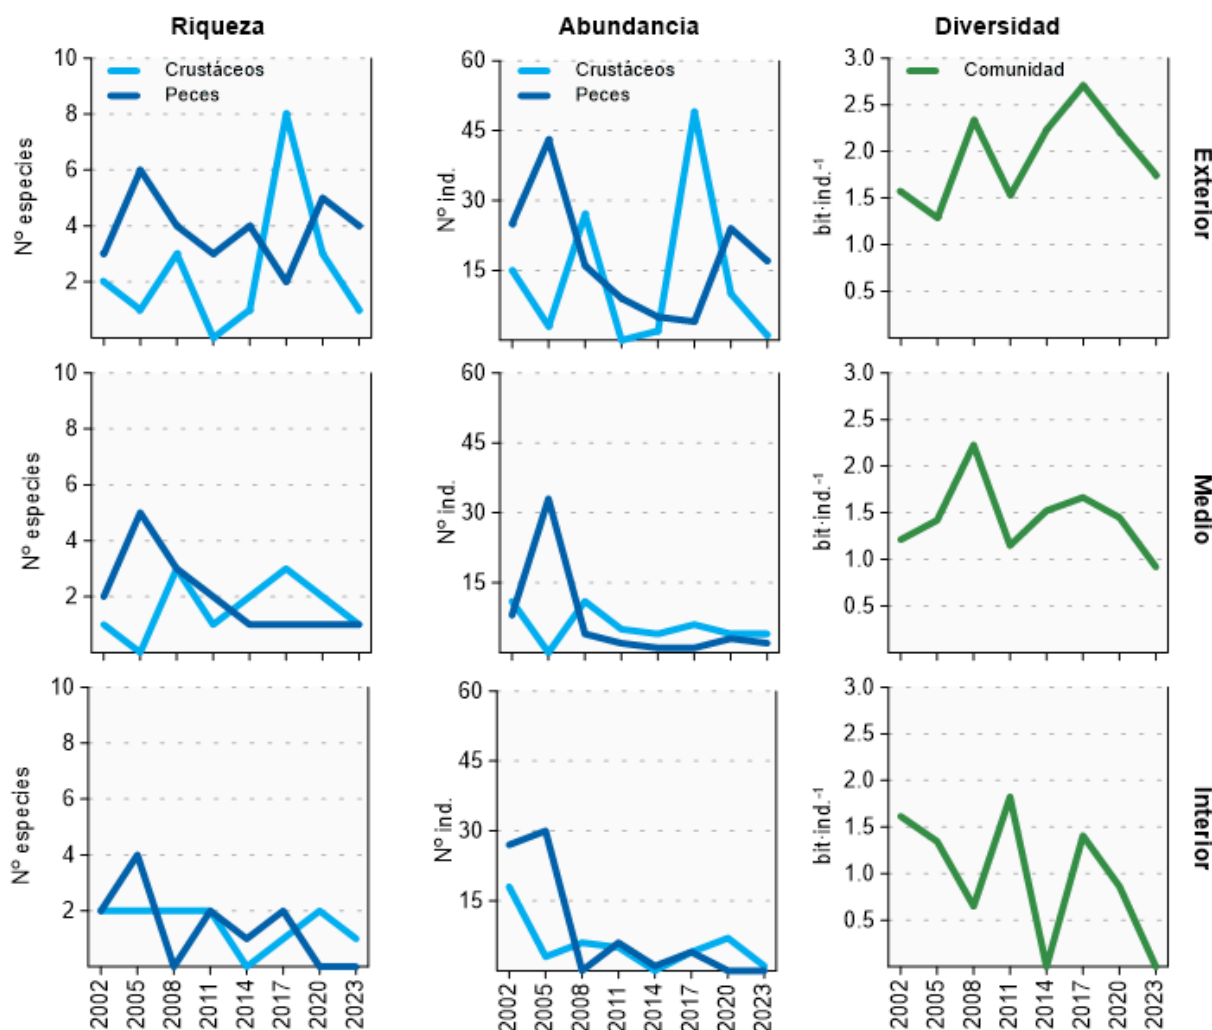 Riqueza
Abundancia
Diversidad
10
8
6
4
2
Nº especies
Crustáceos
Peces
60
45
30
15
Nº ind.
Crustáceos
Peces
3.0
2.5
2.0
1.5
1.0
0.5
bit·ind.⁻¹
Comunidad
Exterior
10
8
6
4
2
Nº especies
60
45
30
15
Nº ind.
3.0
2.5
2.0
1.5
1.0
0.5
bit·ind.⁻¹
Medio
10
8
6
4
2
Nº especies
60
45
30
15
Nº ind.
3.0
2.5
2.0
1.5
1.0
0.5
bit·ind.⁻¹
Interior
2002 2005 2008 2011 2014 2017 2020 2023
2002 2005 2008 2011 2014 2017 2020 2023
2002 2005 2008 2011 2014 2017 2020 2023